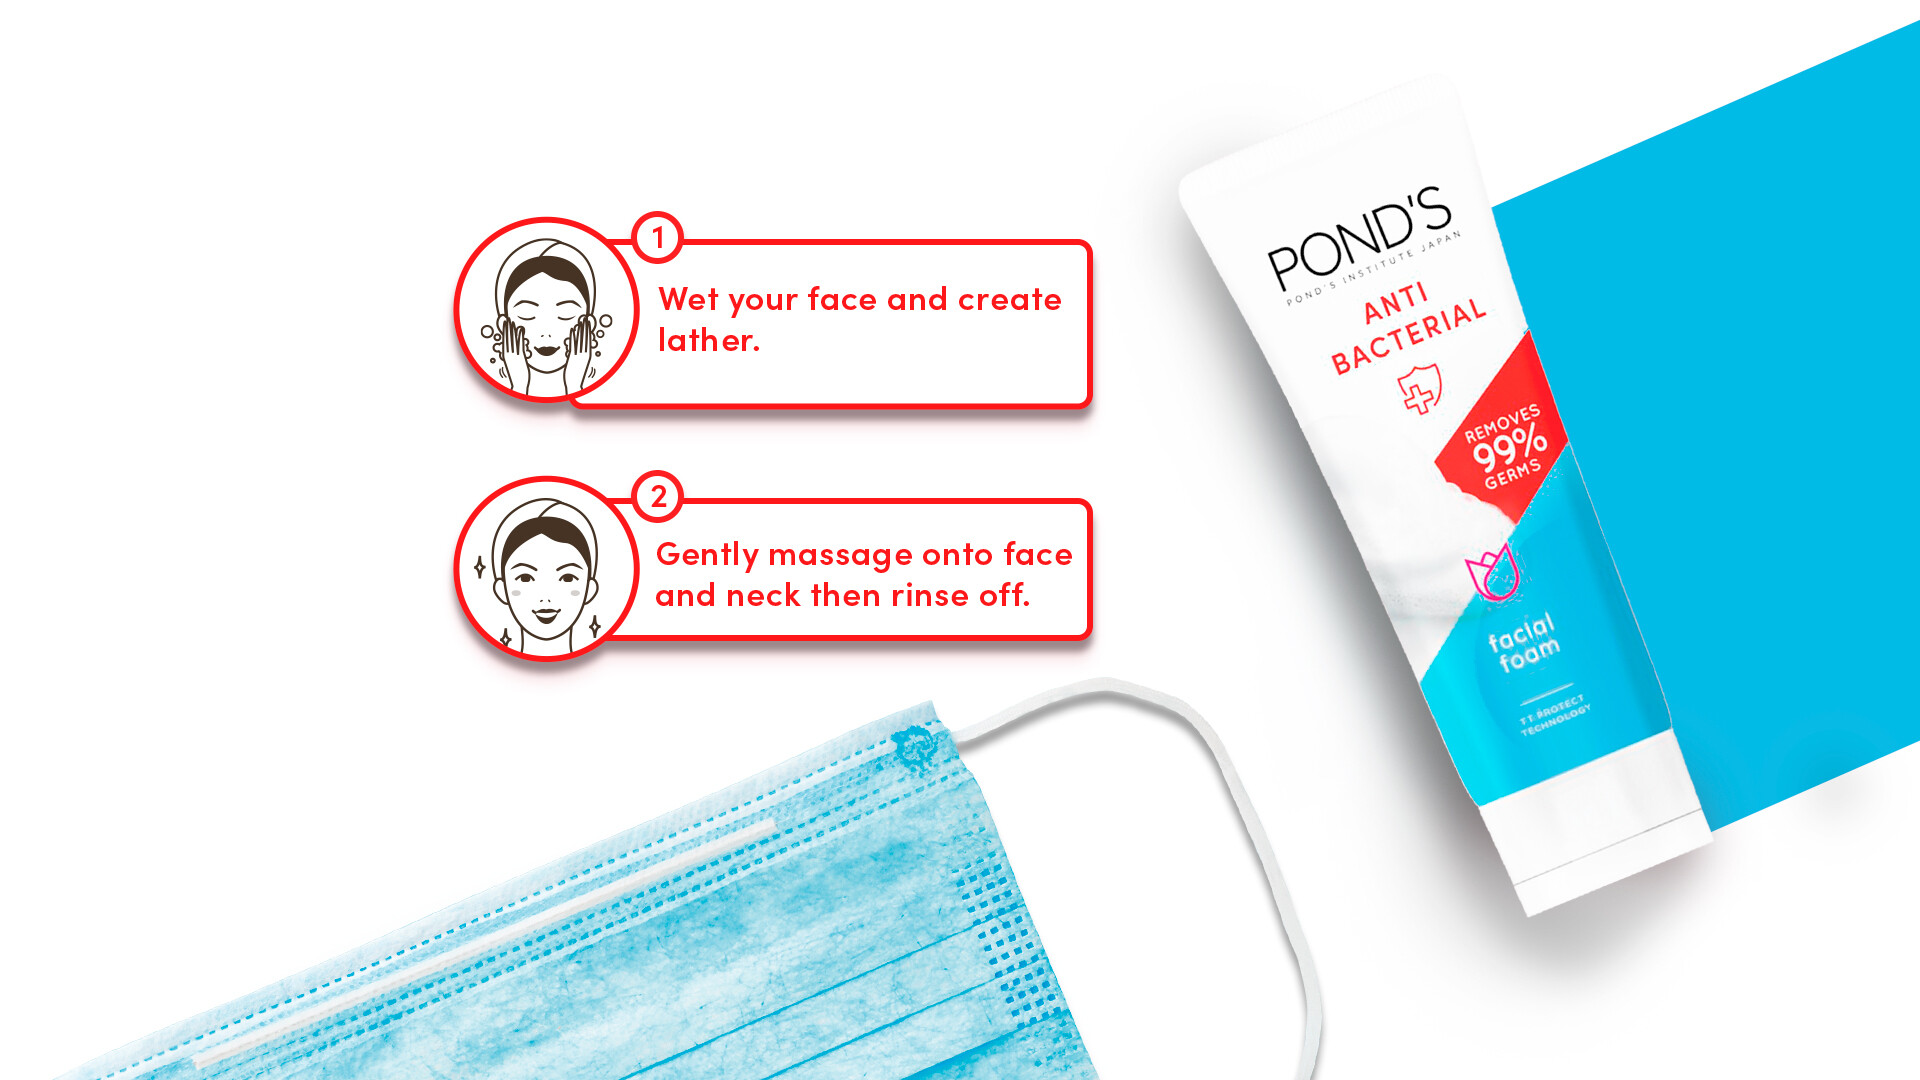 1
Wet your face and create
lather.
2
Gently massage onto face
and neck then rinse off.
POND'S
POND'S INSTITUTE JAPAN
ANTI
BACTERIAL
REMOVES
99%
GERMS
facial
foam
TT PROTECT
TECHNOLOGY